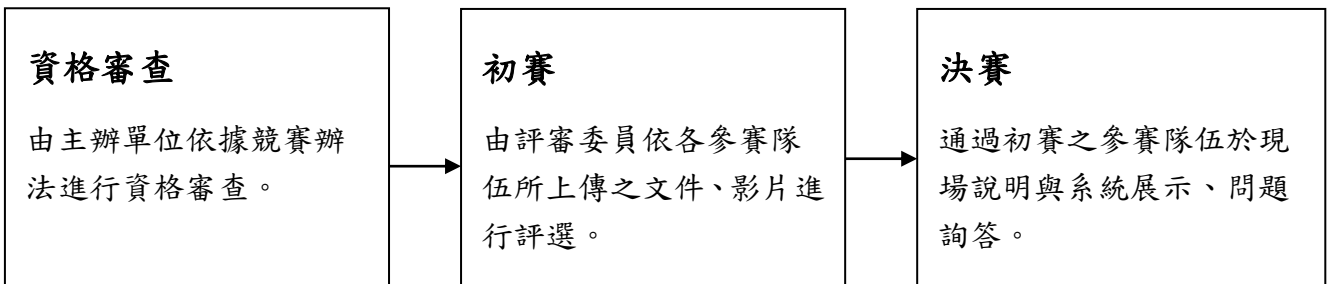 資格審查
由主辦單位依據競賽辦
法進行資格審查。
初賽
由評審委員依各參賽隊
伍所上傳之文件、影片進
行評選。
決賽
通過初賽之參賽隊伍於現
場說明與系統展示、問題
詢答。